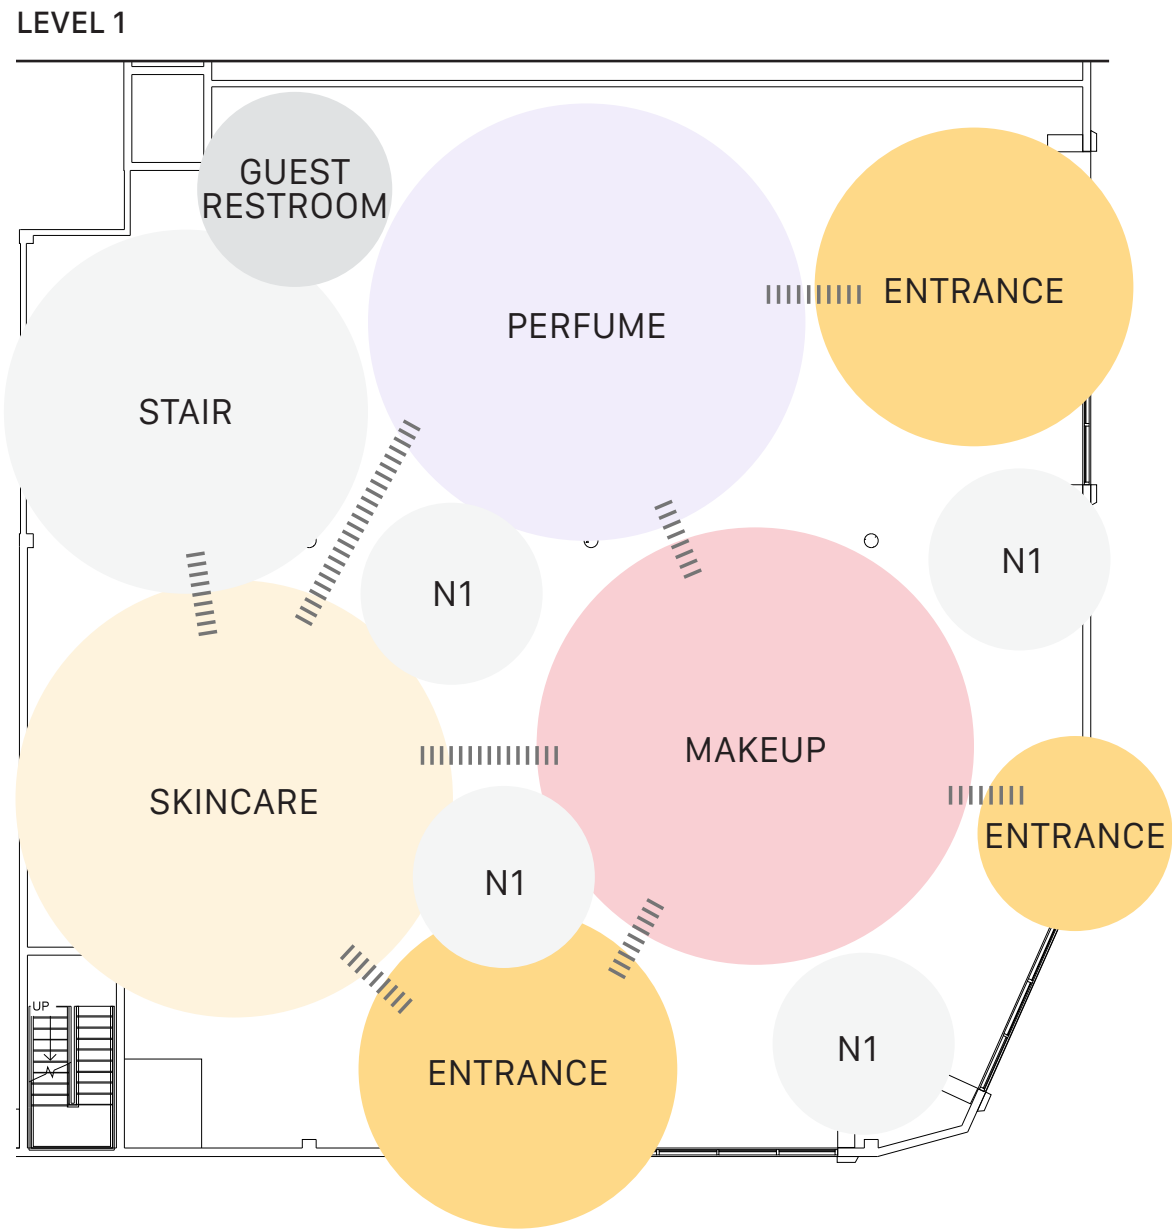 LEVEL 1
GUEST
RESTROOM
ENTRANCE
PERFUME
STAIR
N1
N1
MAKEUP
SKINCARE
ENTRANCE
N1
UP
N1
ENTRANCE